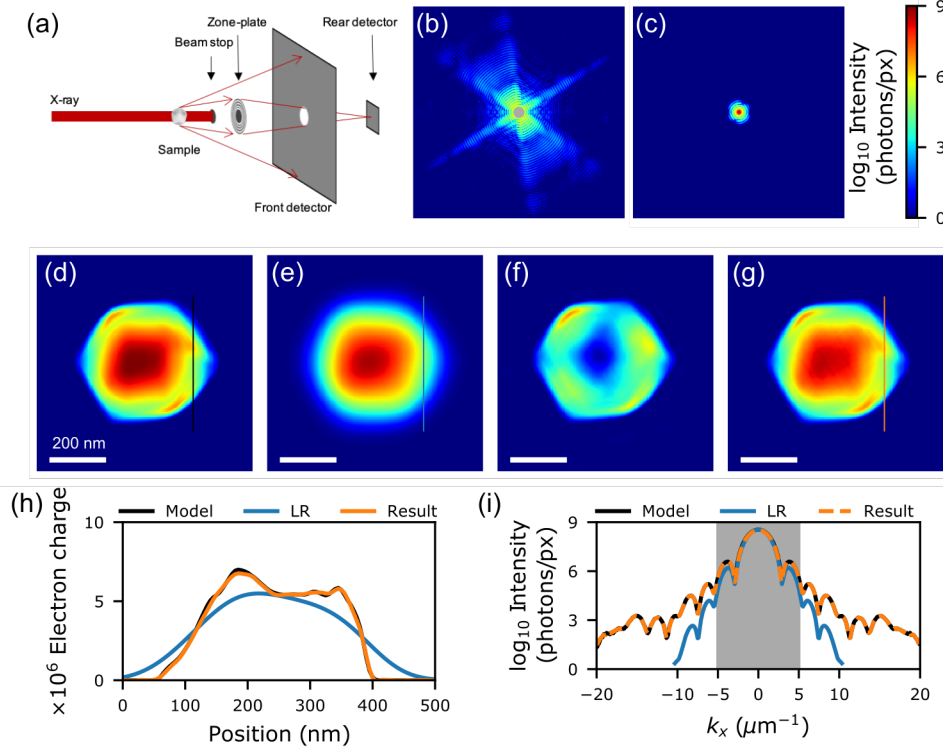 (a)
Zone-plate
Beam stop
Rear detector
X-ray
Sample
Front detector
(b)
(c)
log10 Intensity
(photons/px)
9
6
3
0
(d)
200 nm
(e)
(f)
(g)
(h)
Model LR Result
×10⁶ Electron charge
10
5
0
0 100 200 300 400 500
Position (nm)
(i)
Model LR Result
log₁₀ Intensity
(photons/px)
9
6
3
0
−20 −10 −5 0 5 10 20
kₓ (μm⁻¹)